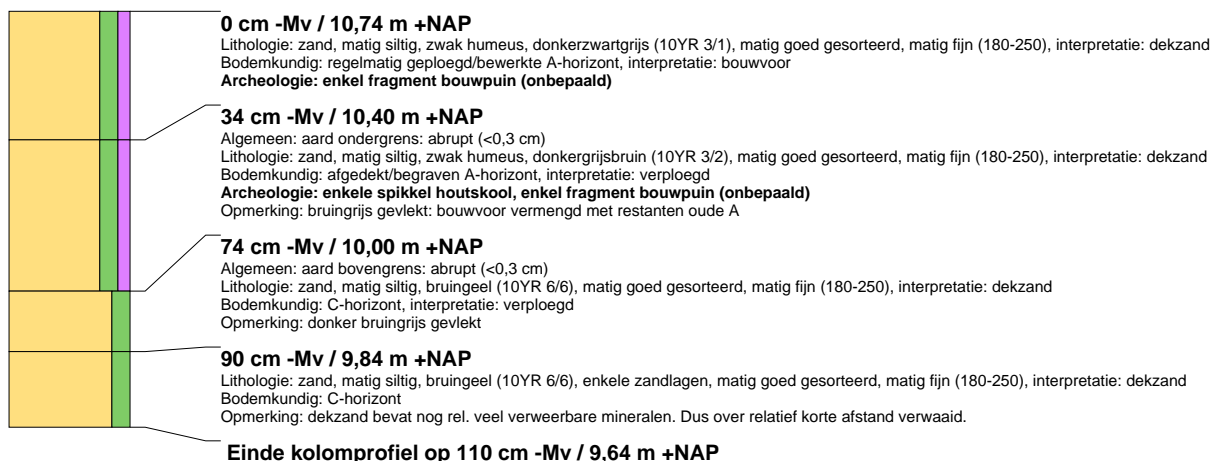 0 cm -Mv / 10,74 m +NAP
Lithologie: zand, matig siltig, zwak humeus, donkerzwartgrijs (10YR 3/1), matig goed gesorteerd, matig fijn (180-250), interpretatie: dekzand
Bodemkundig: regelmatig geploegd/bewerkte A-horizont, interpretatie: bouwvoor
Archeologie: enkel fragment bouwpuin (onbepaald)
34 cm -Mv / 10,40 m +NAP
Algemeen: aard ondergrens: abrupt (<0,3 cm)
Lithologie: zand, matig siltig, zwak humeus, donkergrijsbruin (10YR 3/2), matig goed gesorteerd, matig fijn (180-250), interpretatie: dekzand
Bodemkundig: afgedekt/begraven A-horizont, interpretatie: verploegd
Archeologie: enkele spikkel houtskool, enkel fragment bouwpuin (onbepaald)
Opmerking: bruingrijs gevlekt: bouwvoor vermengd met restanten oude A
74 cm -Mv / 10,00 m +NAP
Algemeen: aard bovengrens: abrupt (<0,3 cm)
Lithologie: zand, matig siltig, bruingeel (10YR 6/6), matig goed gesorteerd, matig fijn (180-250), interpretatie: dekzand
Bodemkundig: C-horizont, interpretatie: verploegd
Opmerking: donker bruingrijs gevlekt
90 cm -Mv / 9,84 m +NAP
Lithologie: zand, matig siltig, bruingeel (10YR 6/6), enkele zandlagen, matig goed gesorteerd, matig fijn (180-250), interpretatie: dekzand
Bodemkundig: C-horizont
Opmerking: dekzand bevat nog rel. veel verweerbare mineralen. Dus over relatief korte afstand verwaaid.
Einde kolomprofiel op 110 cm -Mv / 9,64 m +NAP